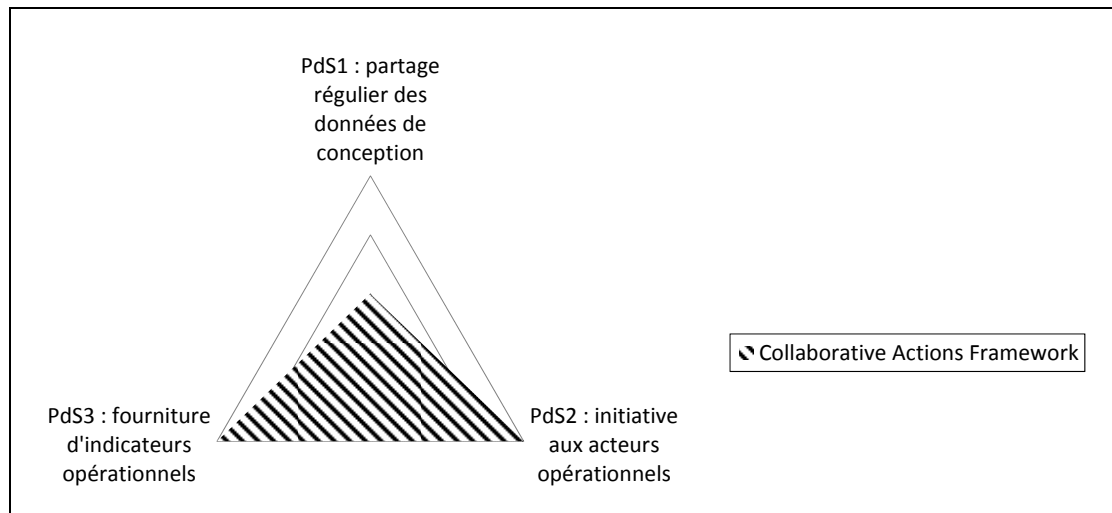 PdS1 : partage
régulier des
données de
conception
PdS3 : fourniture
d'indicateurs
opérationnels
PdS2 : initiative
aux acteurs
opérationnels
Collaborative Actions Framework